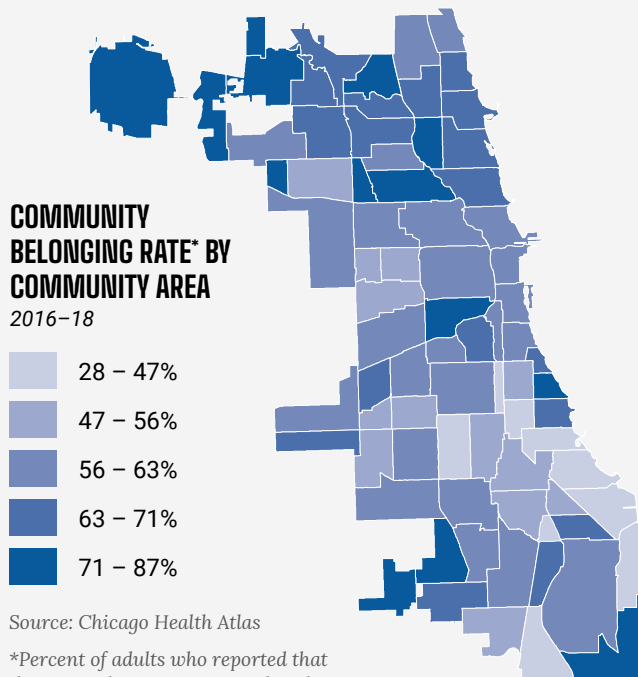 COMMUNITY
BELONGING RATE* BY
COMMUNITY AREA
2016–18
28 – 47%
47 – 56%
56 – 63%
63 – 71%
71 – 87%
Source: Chicago Health Atlas
*Percent of adults who reported that